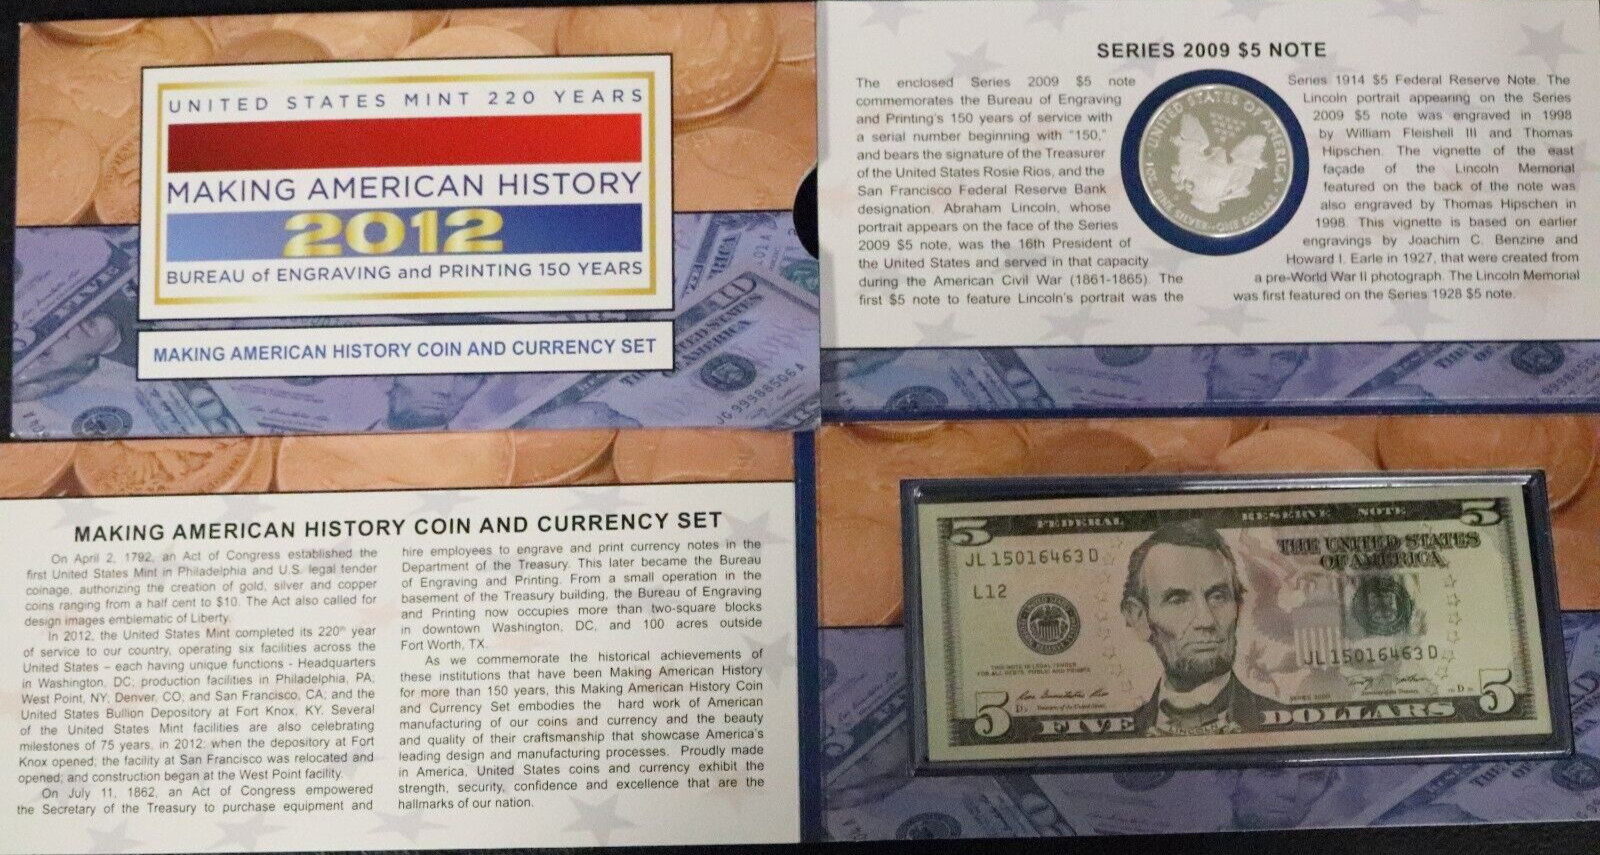 UNITED STATES MINT 220 YEARS
MAKING AMERICAN HISTORY
2012
BUREAU of ENGRAVING and PRINTING 150 YEARS
MAKING AMERICAN HISTORY COIN AND CURRENCY SET
JG99988506A
SERIES 2009 $5 NOTE
The enclosed Series 2009 $5 note
commemorates the Bureau of Engraving
and Printing's 150 years of service with
a serial number beginning with "150,"
and bears the signature of the Treasurer
of the United States Rosie Rios, and the
San Francisco Federal Reserve Bank
designation. Abraham Lincoln, whose
portrait appears on the face of the Series
2009 $5 note, was the 16th President of
the United States and served in that capacity
during the American Civil War (1861-1865). The
first $5 note to feature Lincoln's portrait was the
Series 1914 $5 Federal Reserve Note. The
Lincoln portrait appearing on the Series
2009 $5 note was engraved in 1998
by William Fleishell III and Thomas
Hipschen. The vignette of the east
façade of the Lincoln Memorial
featured on the back of the note was
also engraved by Thomas Hipschen in
1998. This vignette is based on earlier
engravings by Joachim C. Benzine and
Howard I. Earle in 1927, that were created from
a pre-World War II photograph. The Lincoln Memorial
was first featured on the Series 1928 $5 note.
UNITED STATES OF AMERICA
FINE SILVER-ONE DOLLAR
MAKING AMERICAN HISTORY COIN AND CURRENCY SET
On April 2, 1792, an Act of Congress established the
first United States Mint in Philadelphia and U.S. legal tender
coinage, authorizing the creation of gold, silver and copper
coins ranging from a half cent to $10. The Act also called for
design images emblematic of Liberty.
In 2012, the United States Mint completed its 220th year
of service to our country, operating six facilities across the
United States – each having unique functions - Headquarters
in Washington, DC; production facilities in Philadelphia, PA;
West Point, NY; Denver, CO; and San Francisco, CA; and the
United States Bullion Depository at Fort Knox, KY. Several
of the United States Mint facilities are also celebrating
milestones of 75 years, in 2012: when the depository at Fort
Knox opened; the facility at San Francisco was relocated and
opened; and construction began at the West Point facility.
On July 11, 1862, an Act of Congress empowered
the Secretary of the Treasury to purchase equipment and
hire employees to engrave and print currency notes in the
Department of the Treasury. This later became the Bureau
of Engraving and Printing. From a small operation in the
basement of the Treasury building, the Bureau of Engraving
and Printing now occupies more than two-square blocks
in downtown Washington, DC, and 100 acres outside
Fort Worth, TX.
As we commemorate the historical achievements of
these institutions that have been Making American History
for more than 150 years, this Making American History Coin
and Currency Set embodies the hard work of American
manufacturing of our coins and currency and the beauty
and quality of their craftsmanship that showcase America's
leading design and manufacturing processes. Proudly made
in America, United States coins and currency exhibit the
strength, security, confidence and excellence that are the
hallmarks of our nation.
5 FEDERAL RESERVE NOTE 5
THE UNITED STATES
OF AMERICA
JL 15016463 D
L12
THIS NOTE IS LEGAL TENDER
FOR ALL DEBTS, PUBLIC AND PRIVATE
JL 15016463 D
SERIES 2009
5 FIVE DOLLARS 5
LINCOLN